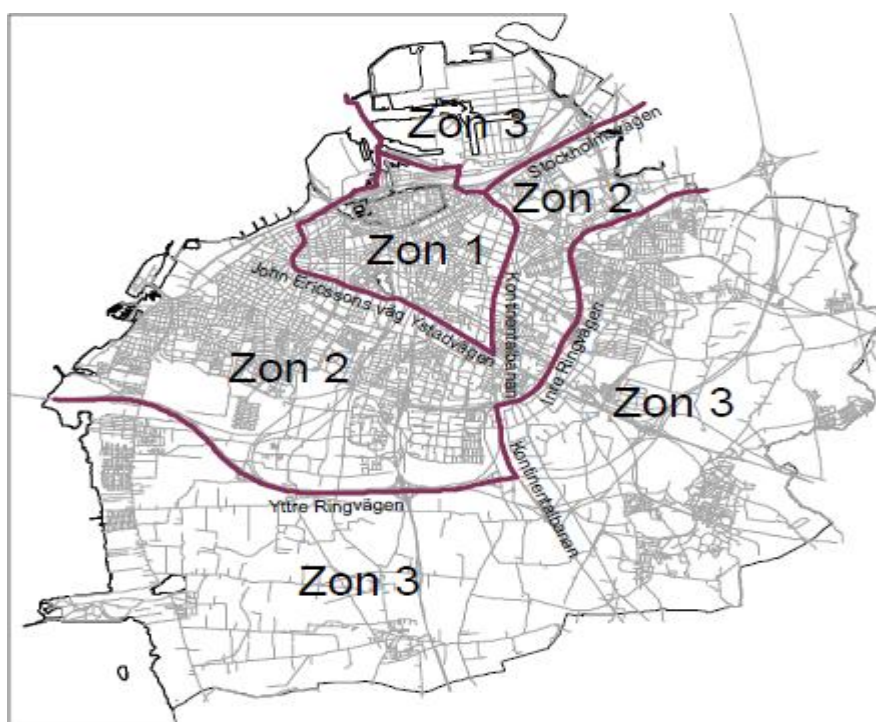 Zon 3
Stockholmsvägen
Zon 2
Zon 1
John Ericssons väg Ystadvägen
Kontinentalbanan
Inre Ringvägen
Zon 2
Zon 3
Kontinentalbanan
Yttre Ringvägen
Zon 3